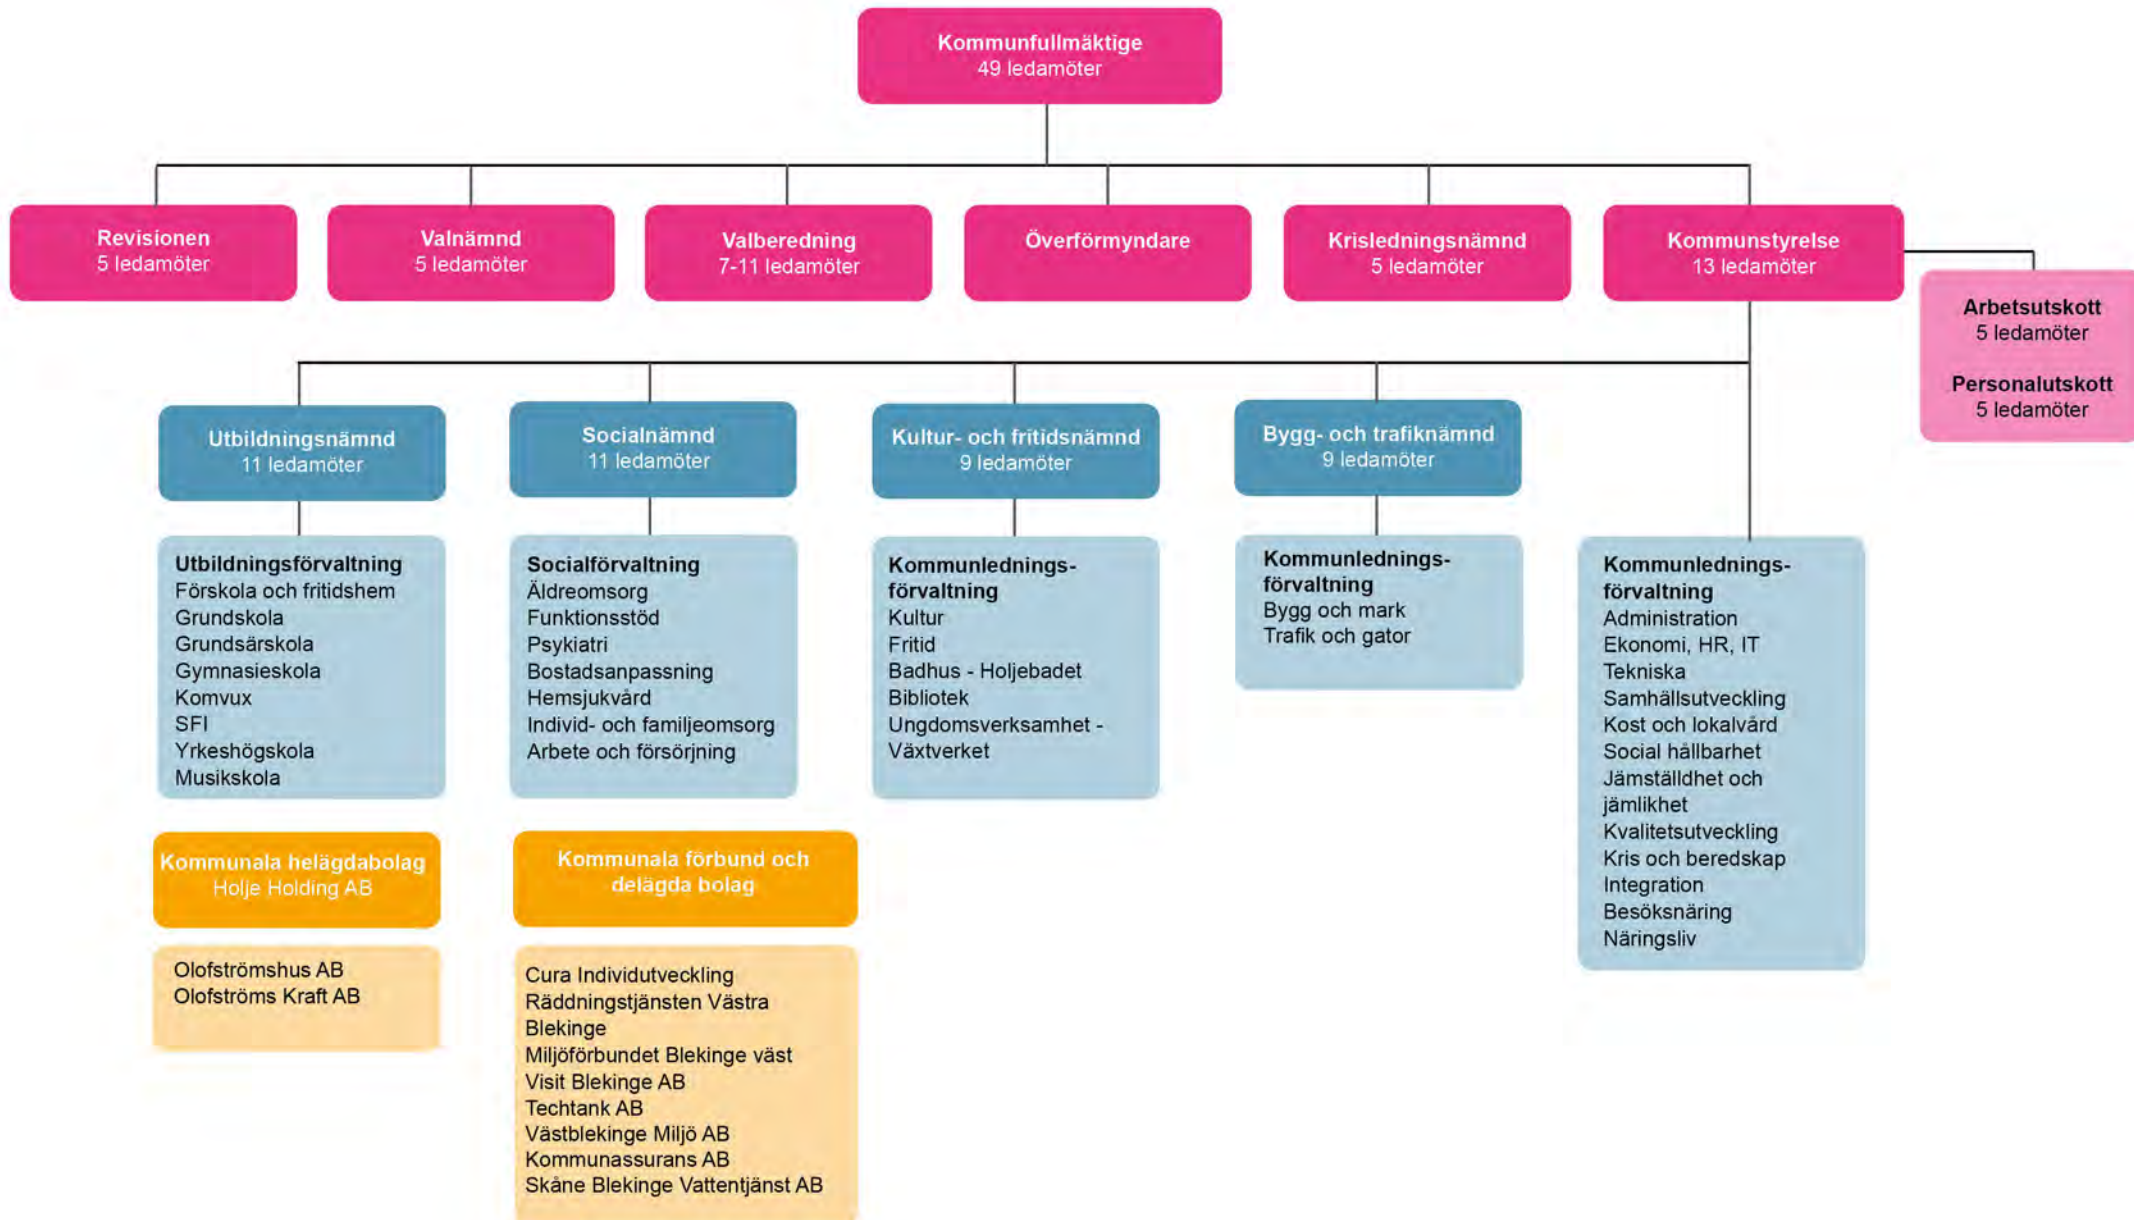 Kommunfullmäktige
49 ledamöter
Revisionen
5 ledamöter
Valnämnd
5 ledamöter
Valberedning
7-11 ledamöter
Överförmyndare
Krisledningsnämnd
5 ledamöter
Kommunstyrelse
13 ledamöter
Arbetsutskott
5 ledamöter
Personalutskott
5 ledamöter
Utbildningsnämnd
11 ledamöter
Socialnämnd
11 ledamöter
Kultur- och fritidsnämnd
9 ledamöter
Bygg- och trafiknämnd
9 ledamöter
Utbildningsförvaltning
Förskola och fritidshem
Grundskola
Grundsärskola
Gymnasieskola
Komvux
SFI
Yrkeshögskola
Musikskola
Socialförvaltning
Äldreomsorg
Funktionsstöd
Psykiatri
Bostadsanpassning
Hemsjukvård
Individ- och familjeomsorg
Arbete och försörjning
Kommunlednings-
förvaltning
Kultur
Fritid
Badhus - Holjebadet
Bibliotek
Ungdomsverksamhet -
Växtverket
Kommunlednings-
förvaltning
Bygg och mark
Trafik och gator
Kommunlednings-
förvaltning
Administration
Ekonomi, HR, IT
Tekniska
Samhällsutveckling
Kost och lokalvård
Social hållbarhet
Jämställdhet och
jämlikhet
Kvalitetsutveckling
Kris och beredskap
Integration
Besöksnäring
Näringsliv
Kommunala helägdabolag
Holje Holding AB
Olofströmshus AB
Olofströms Kraft AB
Kommunala förbund och
delägda bolag
Cura Individutveckling
Räddningstjänsten Västra
Blekinge
Miljöförbundet Blekinge väst
Visit Blekinge AB
Techtank AB
Västblekinge Miljö AB
Kommunassurans AB
Skåne Blekinge Vattentjänst AB